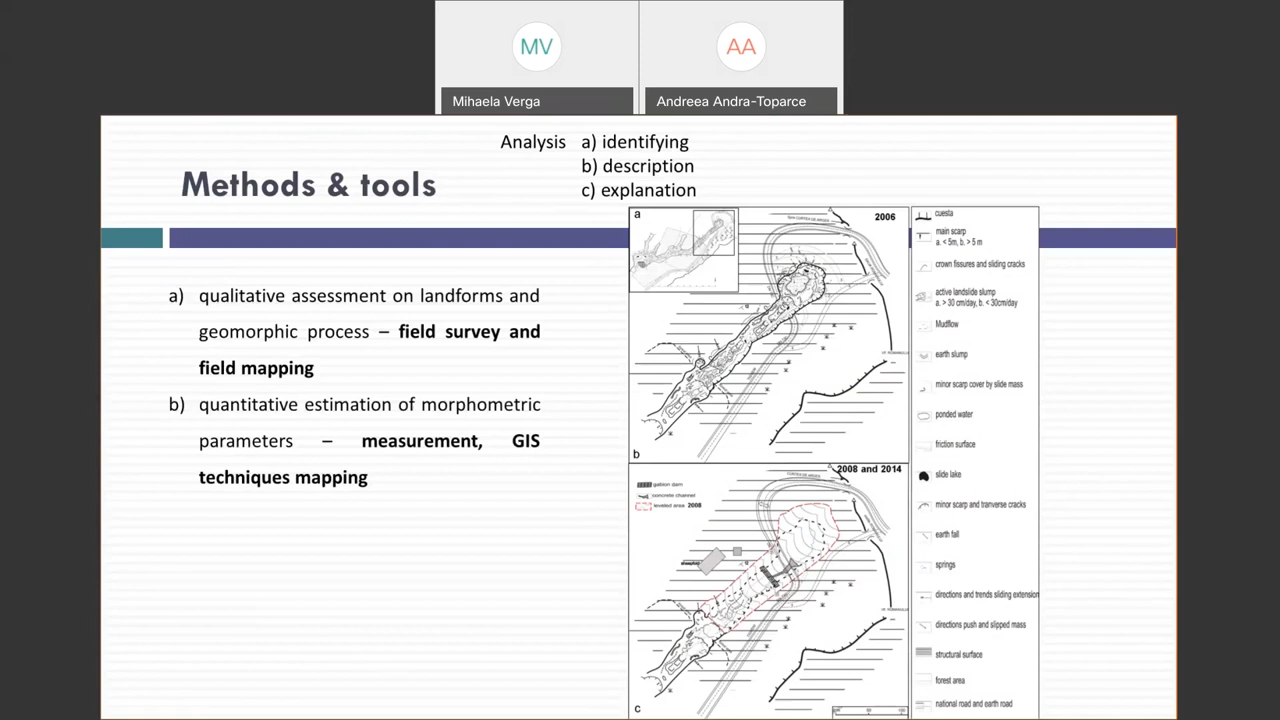 MV
AA
Mihaela Verga
Andreea Andra-Toparce
Analysis a) identifying
b) description
c) explanation
Methods & tools
a) qualitative assessment on landforms and
geomorphic process – field survey and
field mapping
b) quantitative estimation of morphometric
parameters – measurement, GIS
techniques mapping
a
2006
b
2008 and 2014
gabion dam
concrete channel
leveled area 2008
c
cuesta
main scarp
a. < 5m, b. > 5 m
crown fissures and sliding cracks
active landslide slump
a. > 30 cm/day, b. < 30cm/day
Mudflow
earth slump
minor scarp cover by slide mass
ponded water
friction surface
slide lake
minor scarp and tranverse cracks
earth fall
springs
directions and trends sliding extension
directions push and slipped mass
structural surface
forest area
national road and earth road